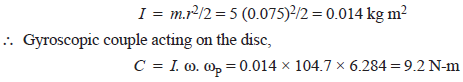 I = m.r²/2 = 5 (0.075)²/2 = 0.014 kg m²
∴ Gyroscopic couple acting on the disc,
C = I. ω. ωP = 0.014 × 104.7 × 6.284 = 9.2 N-m